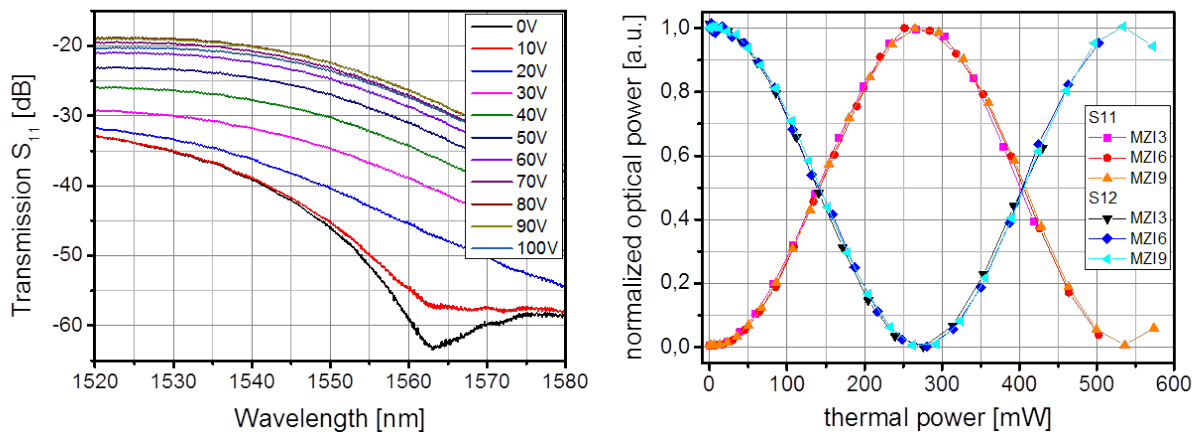 Transmission S11 [dB]
-20
-30
-40
-50
-60
1520
1530
1540
1550
1560
1570
1580
Wavelength [nm]
0V
10V
20V
30V
40V
50V
60V
70V
80V
90V
100V
normalized optical power [a. u.]
1,0
0,8
0,6
0,4
0,2
0,0
0
100
200
300
400
500
600
thermal power [mW]
S11
MZI3
MZI6
MZI9
S12
MZI3
MZI6
MZI9